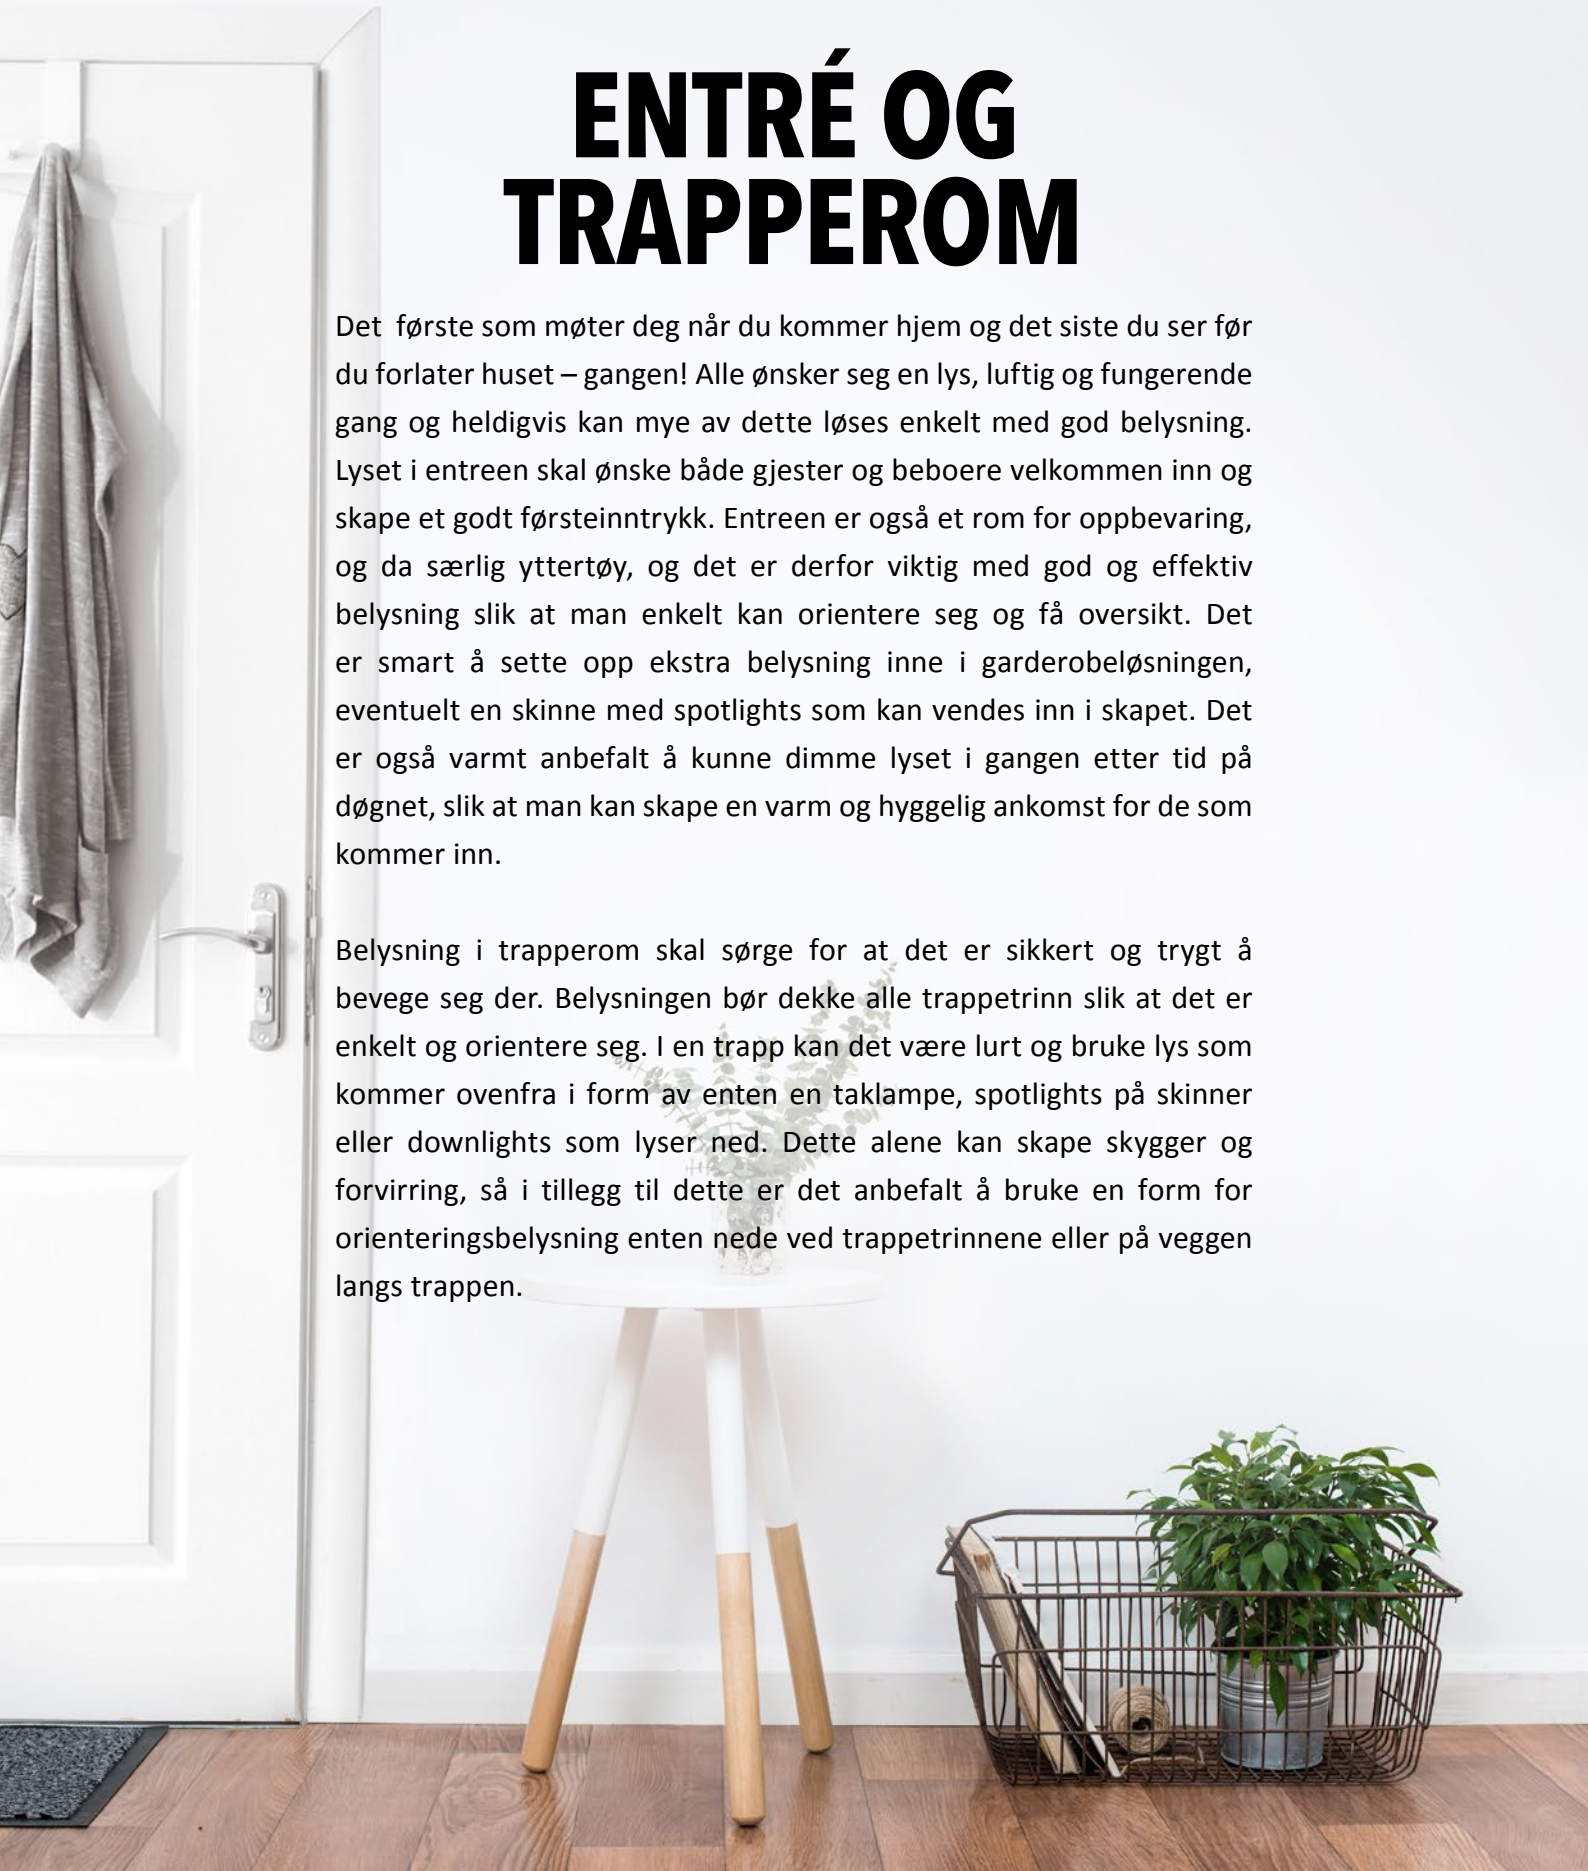 ENTRÉ OG
TRAPPEROM
Det første som møter deg når du kommer hjem og det siste du ser før
du forlater huset – gangen! Alle ønsker seg en lys, luftig og fungerende
gang og heldigvis kan mye av dette løses enkelt med god belysning.
Lyset i entreen skal ønske både gjester og beboere velkommen inn og
skape et godt førsteinntrykk. Entreen er også et rom for oppbevaring,
og da særlig yttertøy, og det er derfor viktig med god og effektiv
belysning slik at man enkelt kan orientere seg og få oversikt. Det
er smart å sette opp ekstra belysning inne i garderobeløsningen,
eventuelt en skinne med spotlights som kan vendes inn i skapet. Det
er også varmt anbefalt å kunne dimme lyset i gangen etter tid på
døgnet, slik at man kan skape en varm og hyggelig ankomst for de som
kommer inn.
Belysning i trapperom skal sørge for at det er sikkert og trygt å
bevege seg der. Belysningen bør dekke alle trappetrinn slik at det er
enkelt og orientere seg. I en trapp kan det være lurt og bruke lys som
kommer ovenfra i form av enten en taklampe, spotlights på skinner
eller downlights som lyser ned. Dette alene kan skape skygger og
forvirring, så i tillegg til dette er det anbefalt å bruke en form for
orienteringsbelysning enten nede ved trappetrinnene eller på veggen
langs trappen.